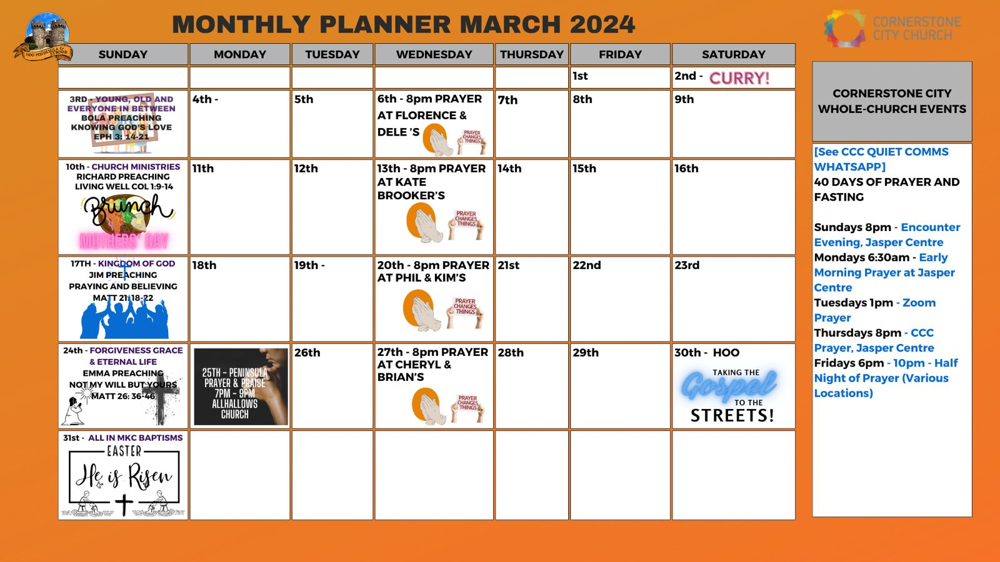 MONTHLY PLANNER MARCH 2024
HOO PENINSULA &
STROOD
CORNERSTONE
CITY CHURCH
SUNDAY
MONDAY
TUESDAY
WEDNESDAY
THURSDAY
FRIDAY
SATURDAY
1st
2nd - CURRY!
3RD - YOUNG, OLD AND
EVERYONE IN BETWEEN
BOLA PREACHING
KNOWING GOD'S LOVE
EPH 3: 14-21
4th -
5th
6th - 8pm PRAYER
AT FLORENCE &
DELE 'S
PRAYER
CHANGES
THINGS
7th
8th
9th
10th - CHURCH MINISTRIES
RICHARD PREACHING
LIVING WELL COL 1:9-14
Brunch
MOTHERS' DAY
11th
12th
13th - 8pm PRAYER
AT KATE
BROOKER'S
PRAYER
CHANGES
THINGS
14th
15th
16th
17TH - KINGDOM OF GOD
JIM PREACHING
PRAYING AND BELIEVING
MATT 21:18-22
18th
19th -
20th - 8pm PRAYER
AT PHIL & KIM'S
PRAYER
CHANGES
THINGS
21st
22nd
23rd
24th - FORGIVENESS GRACE
& ETERNAL LIFE
EMMA PREACHING
NOT MY WILL BUT YOURS
MATT 26: 36-46
25TH - PENINSULA
PRAYER & PRAISE
7PM - 9PM
ALLHALLOWS
CHURCH
26th
27th - 8pm PRAYER
AT CHERYL &
BRIAN'S
PRAYER
CHANGES
THINGS
28th
29th
30th - HOO
TAKING THE
Gospel
TO THE
STREETS!
31st - ALL IN MKC BAPTISMS
EASTER
He is Risen
CORNERSTONE CITY
WHOLE-CHURCH EVENTS
[See CCC QUIET COMMS
WHATSAPP]
40 DAYS OF PRAYER AND
FASTING
Sundays 8pm - Encounter
Evening, Jasper Centre
Mondays 6:30am - Early
Morning Prayer at Jasper
Centre
Tuesdays 1pm - Zoom
Prayer
Thursdays 8pm - CCC
Prayer, Jasper Centre
Fridays 6pm - 10pm - Half
Night of Prayer (Various
Locations)